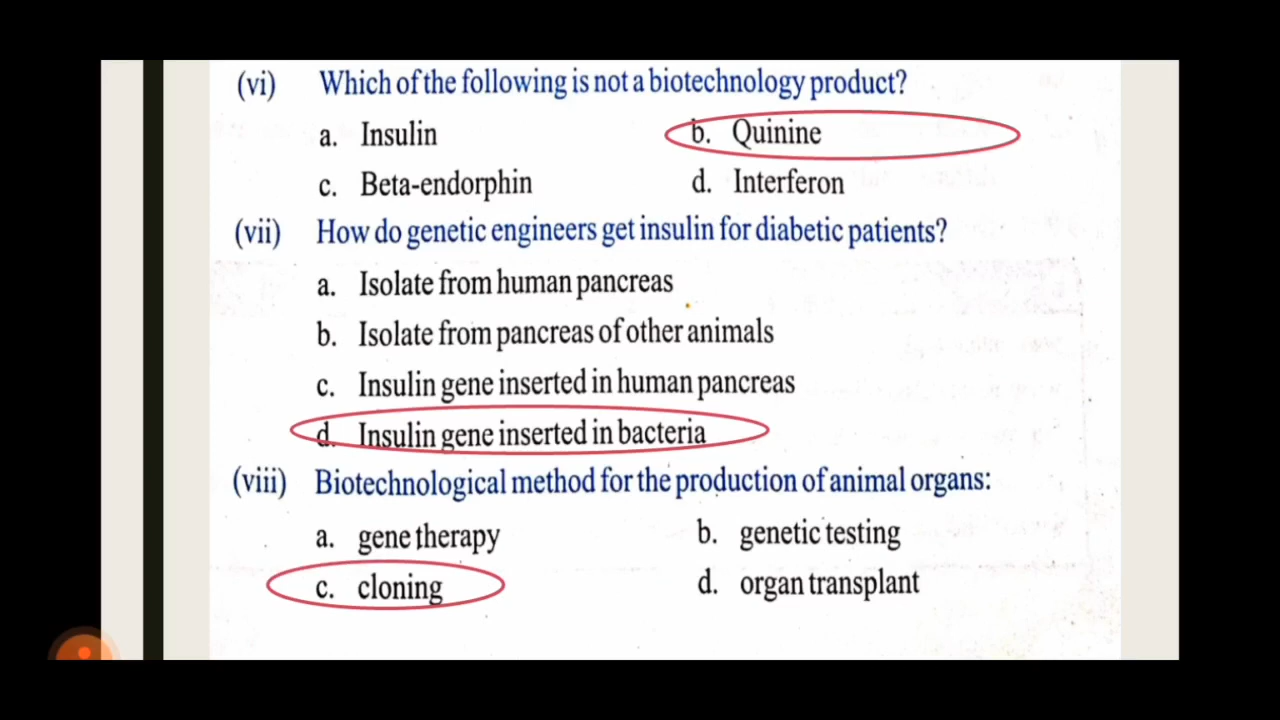 (vi) Which of the following is not a biotechnology product?
a. Insulin b. Quinine
c. Beta-endorphin d. Interferon
(vii) How do genetic engineers get insulin for diabetic patients?
a. Isolate from human pancreas
b. Isolate from pancreas of other animals
c. Insulin gene inserted in human pancreas
d. Insulin gene inserted in bacteria
(viii) Biotechnological method for the production of animal organs:
a. gene therapy b. genetic testing
c. cloning d. organ transplant